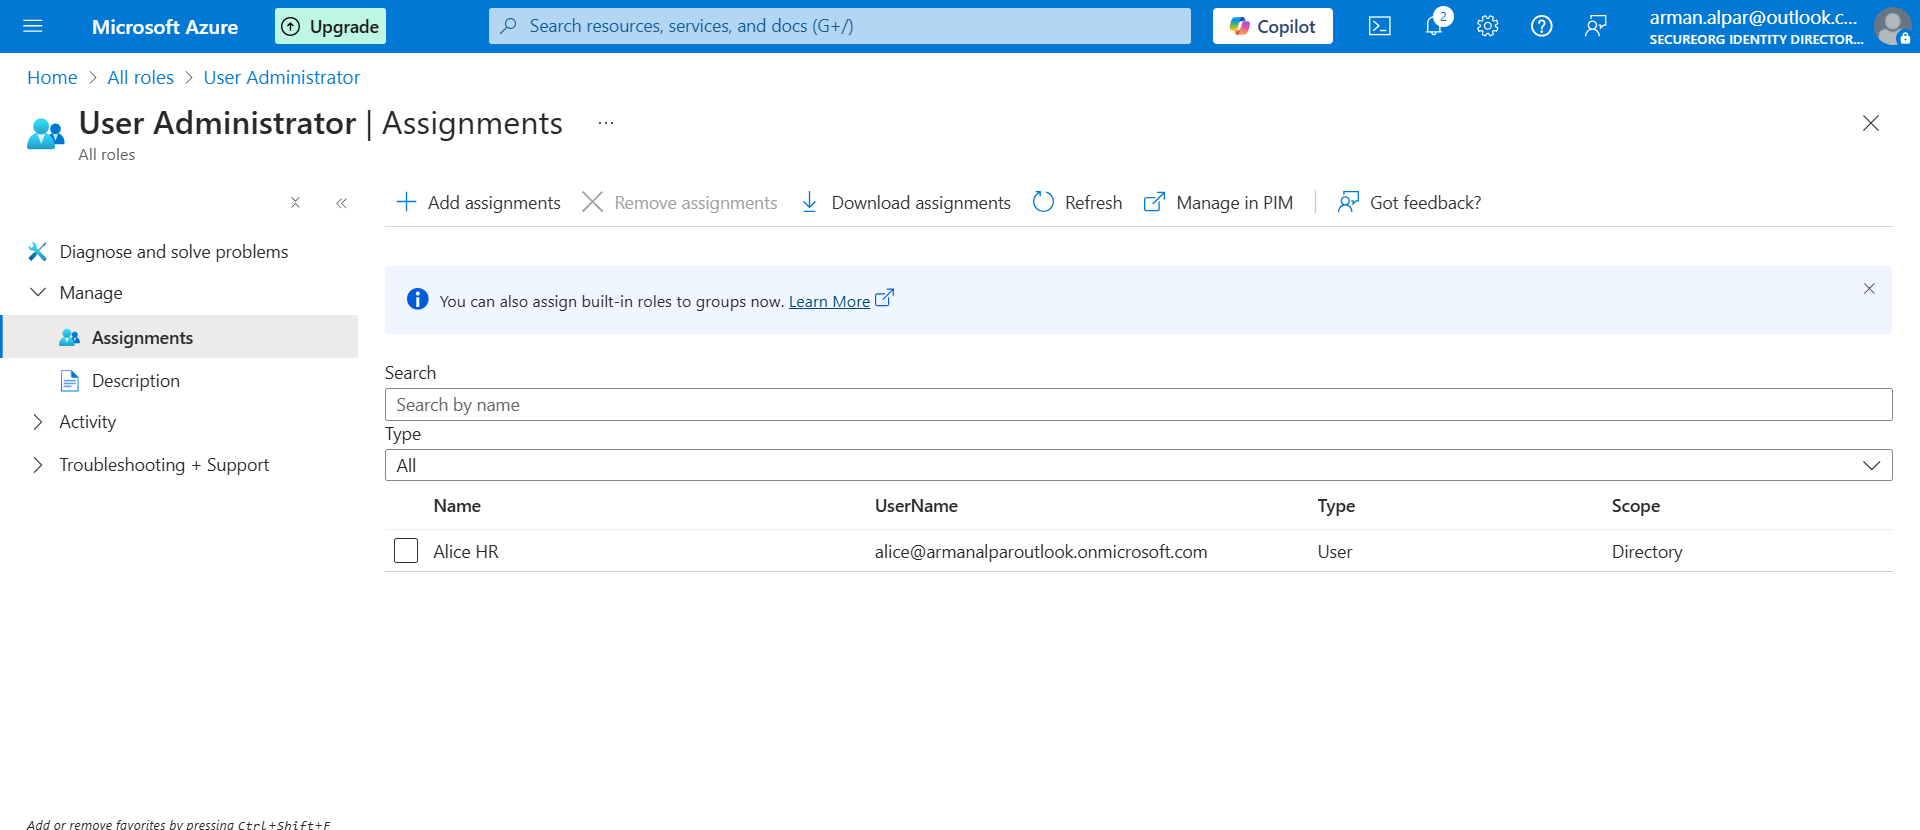 Microsoft Azure
Upgrade
Search resources, services, and docs (G+/)
Copilot
2
arman.alpar@outlook.c...
SECUREORG IDENTITY DIRECTOR...
Home > All roles > User Administrator
User Administrator | Assignments ...
All roles
Add assignments
Remove assignments
Download assignments
Refresh
Manage in PIM
Got feedback?
Diagnose and solve problems
Manage
Assignments
Description
Activity
Troubleshooting + Support
You can also assign built-in roles to groups now. Learn More
Search
Search by name
Type
All
Name UserName Type Scope
Alice HR alice@armanalparoutlook.onmicrosoft.com User Directory
Add or remove favorites by pressing Ctrl+Shift+F